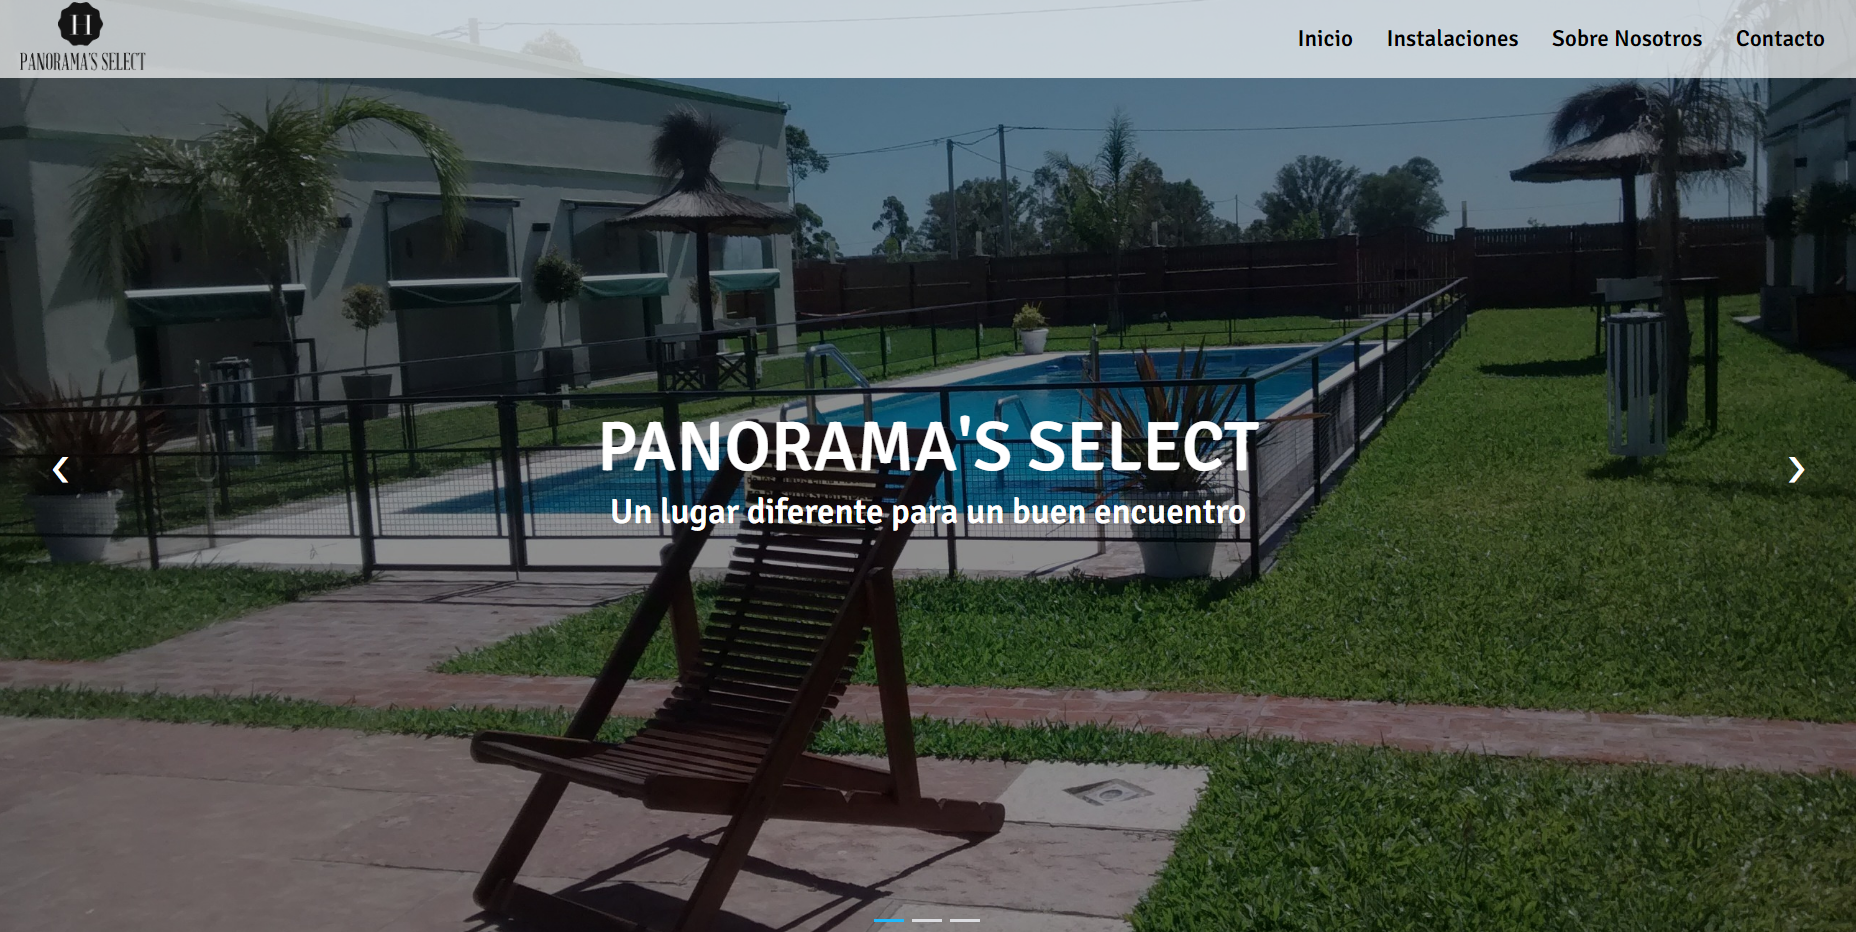 H
PANORAMA'S SELECT
Inicio Instalaciones Sobre Nosotros Contacto
PANORAMA'S SELECT
Un lugar diferente para un buen encuentro